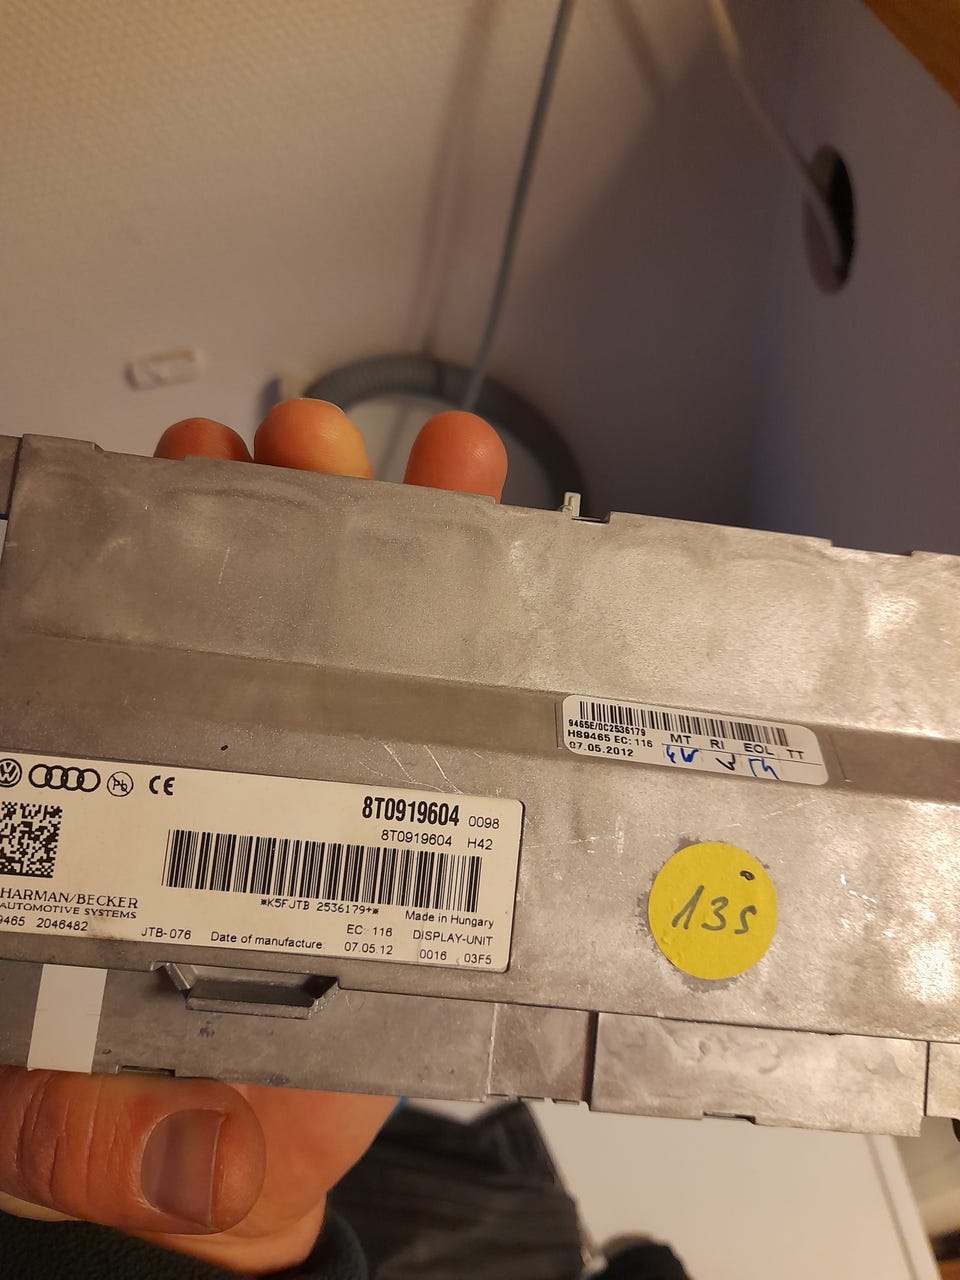 9465E/0C2536179
HS9465 EC: 116 MT RI EOL TT
07.05.2012
Pb CE
8T0919604 0098
8T0919604 H42
*K5FJTB 2536179+*
HARMAN/BECKER
AUTOMOTIVE SYSTEMS
9465 2046482
Made in Hungary
EC: 116 DISPLAY-UNIT
JTB-076 Date of manufacture: 07.05.12 0016 03F5
135